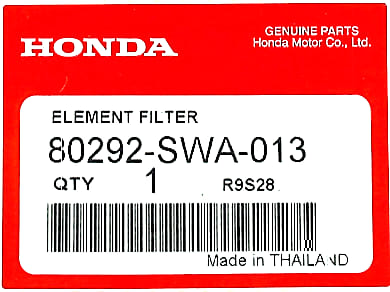 HONDA
GENUINE PARTS
Honda Motor Co., Ltd.
ELEMENT FILTER
80292-SWA-013
QTY 1 R9S28
Made in THAILAND